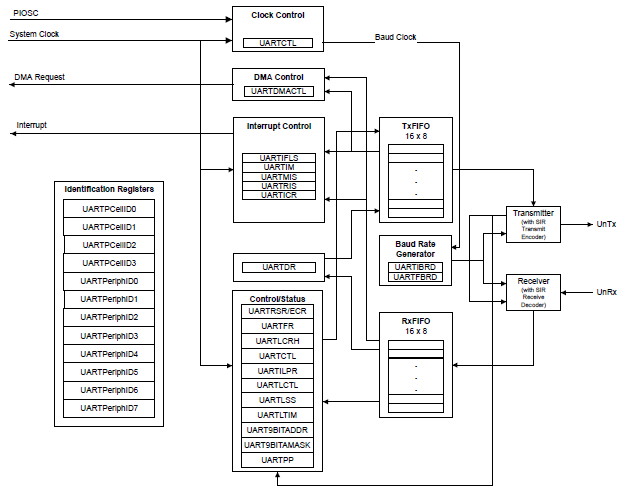 PIOSC
System Clock
DMA Request
Interrupt
Clock Control
UARTCTL
Baud Clock
DMA Control
UARTDMACTL
Interrupt Control
UARTIFLS
UARTIM
UARTMIS
UARTRIS
UARTICR
TxFIFO
16 x 8
.
.
.
Identification Registers
UARTPCellID0
UARTPCellID1
UARTPCellID2
UARTPCellID3
UARTPeriphID0
UARTPeriphID1
UARTPeriphID2
UARTPeriphID3
UARTPeriphID4
UARTPeriphID5
UARTPeriphID6
UARTPeriphID7
UARTDR
Baud Rate
Generator
UARTIBRD
UARTFBRD
Transmitter
(with SIR
Transmit
Encoder)
UnTx
Receiver
(with SIR
Receive
Decoder)
UnRx
Control/Status
UARTRSR/ECR
UARTFR
UARTLCRH
UARTCTL
UARTILPR
UARTLCTL
UARTLSS
UARTLTIM
UART9BITADDR
UART9BITAMASK
UARTPP
RxFIFO
16 x 8
.
.
.